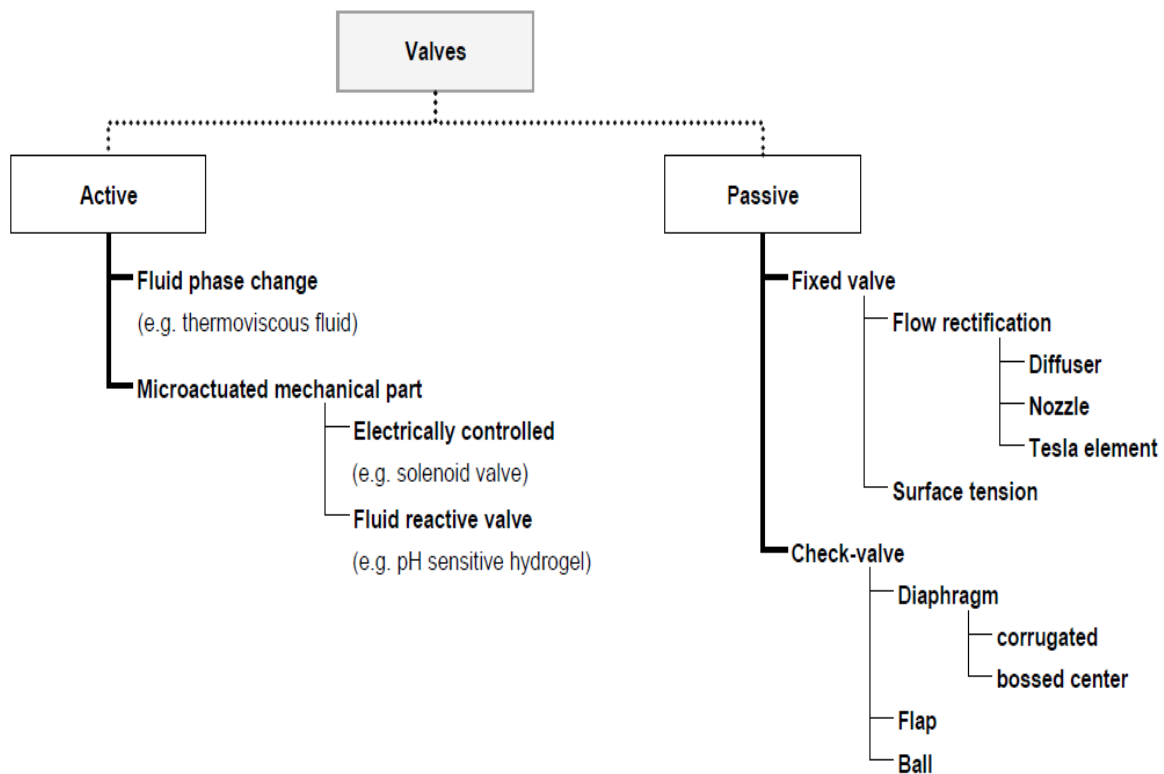 Valves
Active
Passive
Fluid phase change
(e.g. thermoviscous fluid)
Microactuated mechanical part
Electrically controlled
(e.g. solenoid valve)
Fluid reactive valve
(e.g. pH sensitive hydrogel)
Fixed valve
Flow rectification
Diffuser
Nozzle
Tesla element
Surface tension
Check-valve
Diaphragm
corrugated
bossed center
Flap
Ball